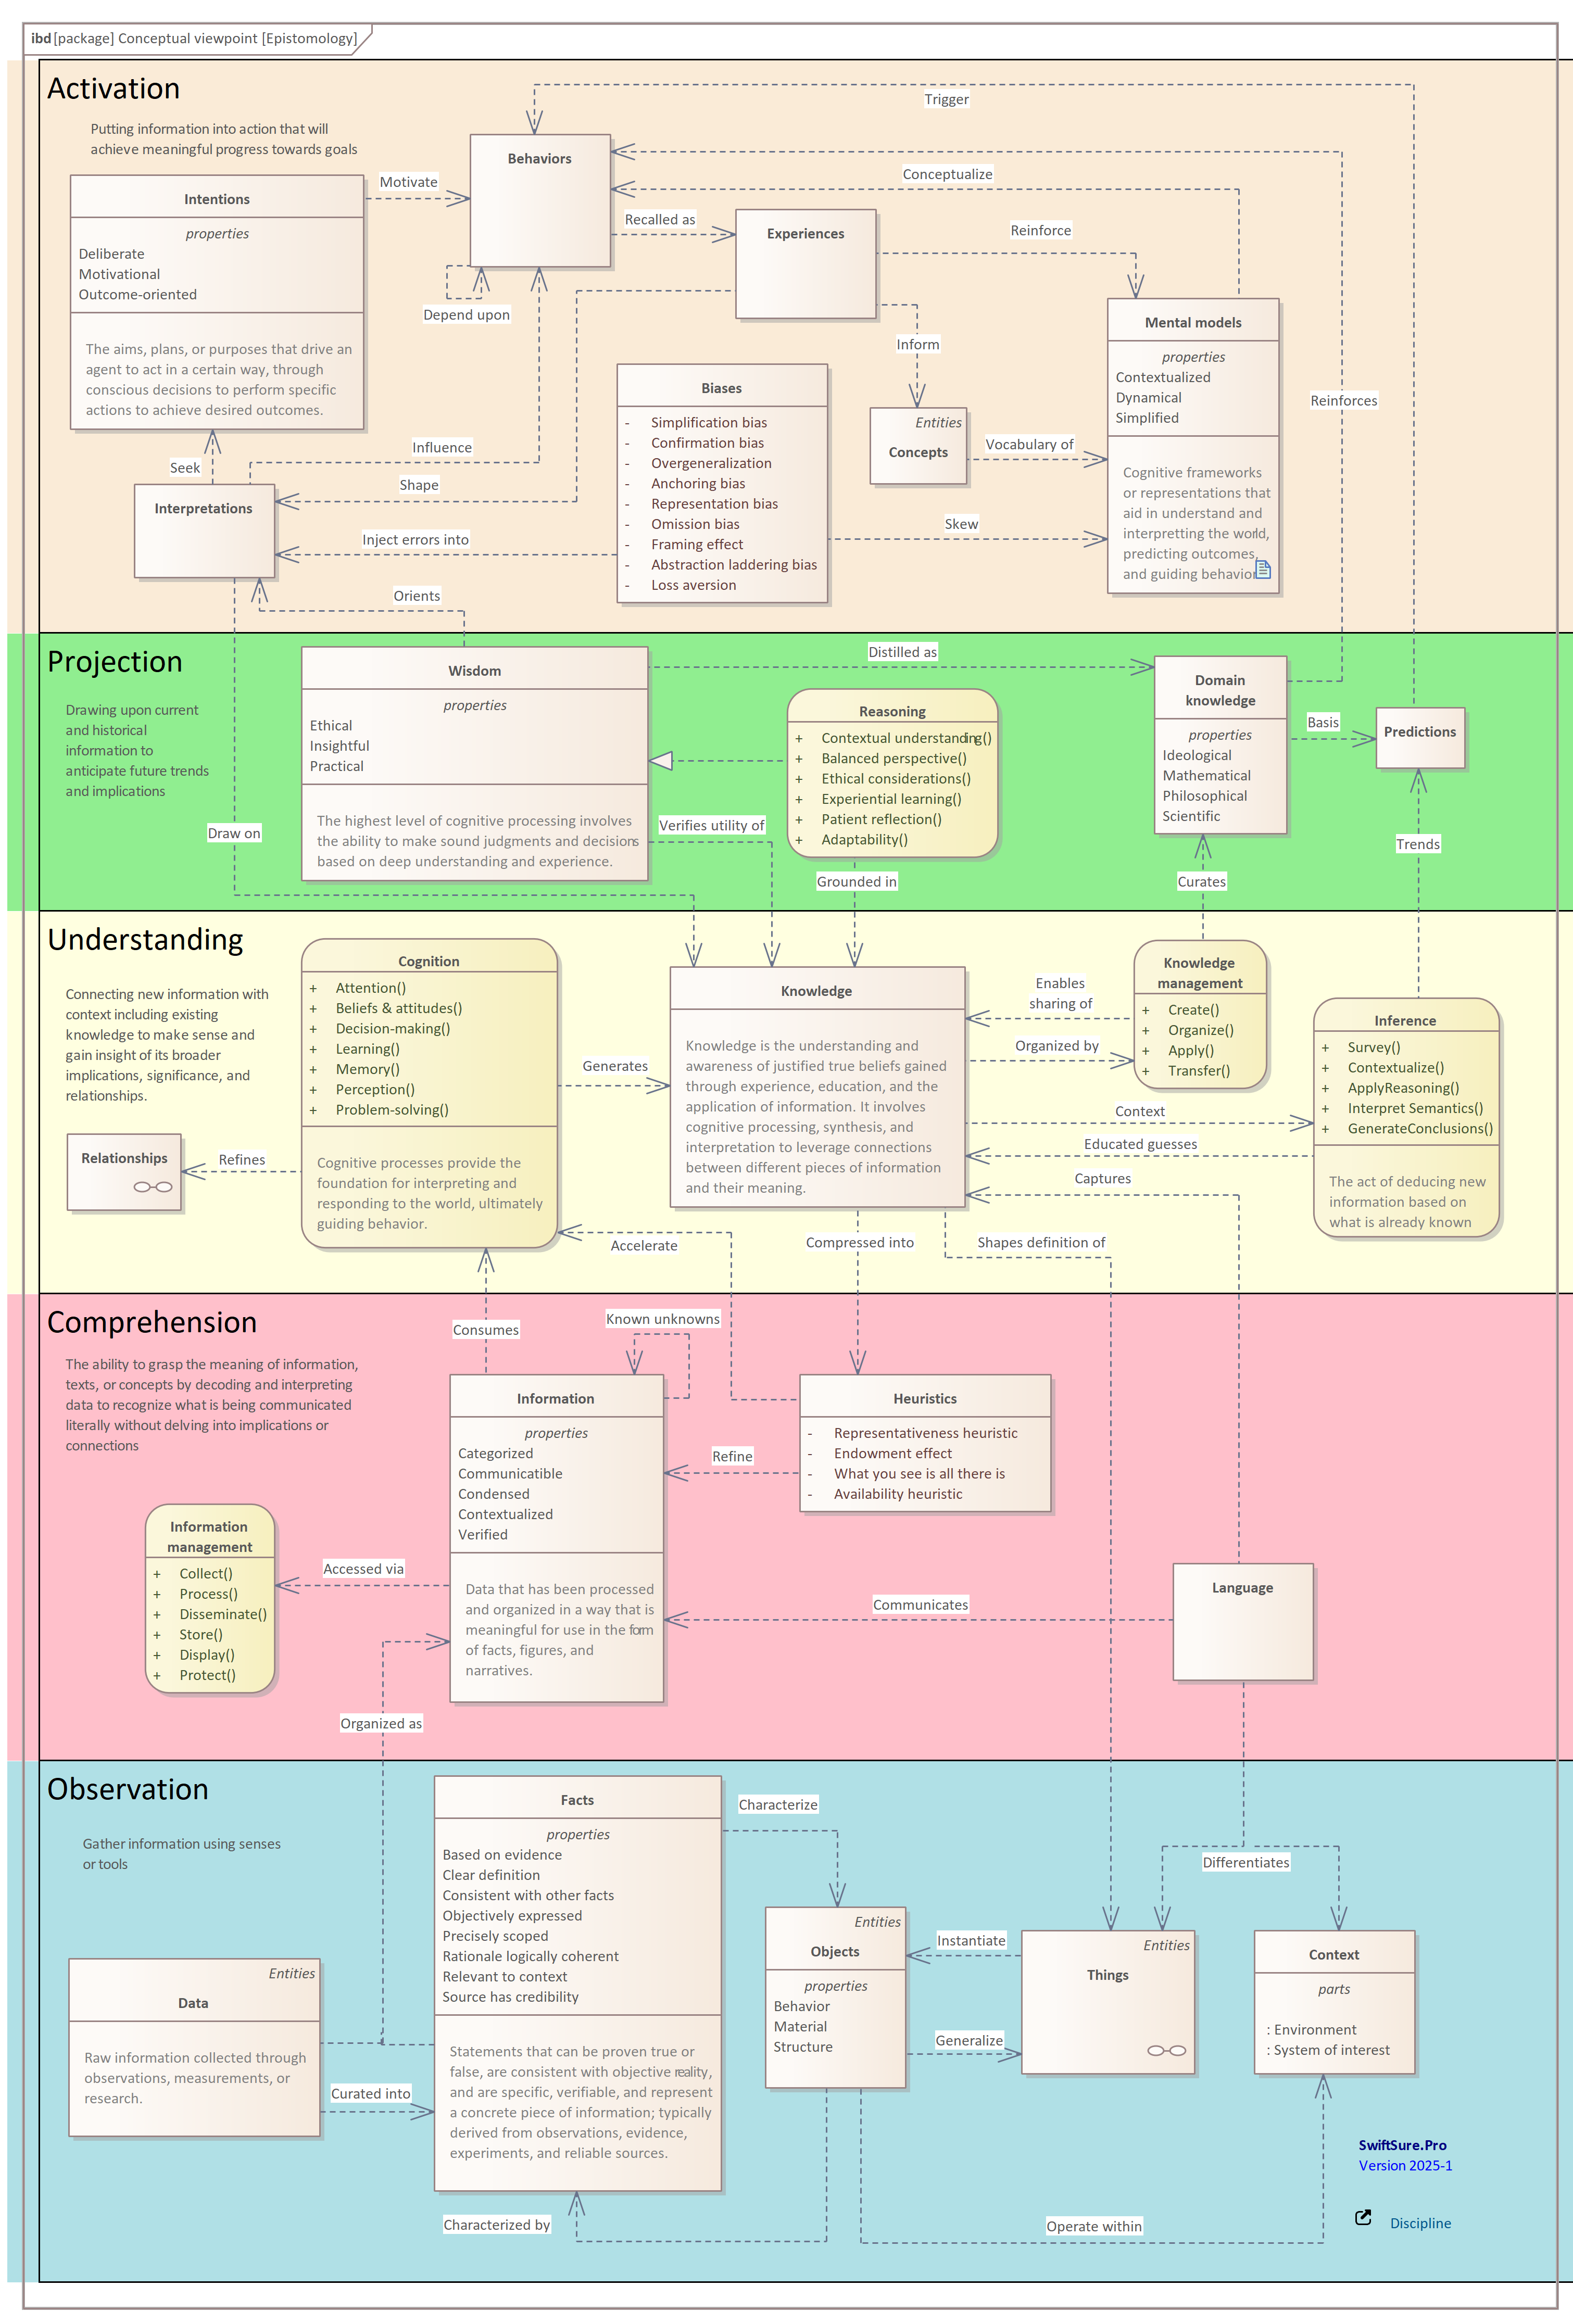 ibd [package] Conceptual viewpoint [Epistomology]
Activation
Putting information into action that will
achieve meaningful progress towards goals
Trigger
Behaviors
Conceptualize
Motivate
Intentions
properties
Deliberate
Motivational
Outcome-oriented
The aims, plans, or purposes that drive an
agent to act in a certain way, through
conscious decisions to perform specific
actions to achieve desired outcomes.
Recalled as
Experiences
Reinforce
Depend upon
Inform
Mental models
properties
Contextualized
Dynamical
Simplified
Cognitive frameworks
or representations that
aid in understand and
interpretting the world,
predicting outcomes,
and guiding behavior
Reinforces
Biases
- Simplification bias
- Confirmation bias
- Overgeneralization
- Anchoring bias
- Representation bias
- Omission bias
- Framing effect
- Abstraction laddering bias
- Loss aversion
Entities
Concepts
Vocabulary of
Influence
Seek
Shape
Interpretations
Inject errors into
Skew
Orients
Projection
Drawing upon current
and historical
information to
anticipate future trends
and implications
Draw on
Wisdom
properties
Ethical
Insightful
Practical
The highest level of cognitive processing involves
the ability to make sound judgments and decisions
based on deep understanding and experience.
Distilled as
Reasoning
+ Contextual understanding()
+ Balanced perspective()
+ Ethical considerations()
+ Experiential learning()
+ Patient reflection()
+ Adaptability()
Verifies utility of
Grounded in
Domain
knowledge
properties
Ideological
Mathematical
Philosophical
Scientific
Basis
Predictions
Trends
Curates
Understanding
Connecting new information with
context including existing
knowledge to make sense and
gain insight of its broader
implications, significance, and
relationships.
Cognition
+ Attention()
+ Beliefs & attitudes()
+ Decision-making()
+ Learning()
+ Memory()
+ Perception()
+ Problem-solving()
Cognitive processes provide the
foundation for interpreting and
responding to the world, ultimately
guiding behavior.
Relationships
Refines
Generates
Knowledge
Knowledge is the understanding and
awareness of justified true beliefs gained
through experience, education, and the
application of information. It involves
cognitive processing, synthesis, and
interpretation to leverage connections
between different pieces of information
and their meaning.
Enables
sharing of
Organized by
Knowledge
management
+ Create()
+ Organize()
+ Apply()
+ Transfer()
Inference
+ Survey()
+ Contextualize()
+ ApplyReasoning()
+ Interpret Semantics()
+ GenerateConclusions()
The act of deducing new
information based on
what is already known
Context
Educated guesses
Captures
Accelerate
Compressed into
Shapes definition of
Comprehension
The ability to grasp the meaning of information,
texts, or concepts by decoding and interpreting
data to recognize what is being communicated
literally without delving into implications or
connections
Consumes
Known unknowns
Information
properties
Categorized
Communicatible
Condensed
Contextualized
Verified
Data that has been processed
and organized in a way that is
meaningful for use in the form
of facts, figures, and
narratives.
Refine
Heuristics
- Representativeness heuristic
- Endowment effect
- What you see is all there is
- Availability heuristic
Information
management
+ Collect()
+ Process()
+ Disseminate()
+ Store()
+ Display()
+ Protect()
Accessed via
Communicates
Language
Organized as
Observation
Gather information using senses
or tools
Facts
properties
Based on evidence
Clear definition
Consistent with other facts
Objectively expressed
Precisely scoped
Rationale logically coherent
Relevant to context
Source has credibility
Statements that can be proven true or
false, are consistent with objective reality,
and are specific, verifiable, and represent
a concrete piece of information; typically
derived from observations, evidence,
experiments, and reliable sources.
Characterize
Differentiates
Entities
Data
Raw information collected through
observations, measurements, or
research.
Curated into
Entities
Objects
properties
Behavior
Material
Structure
Instantiate
Generalize
Entities
Things
Context
parts
: Environment
: System of interest
Characterized by
Operate within
SwiftSure.Pro
Version 2025-1
Discipline